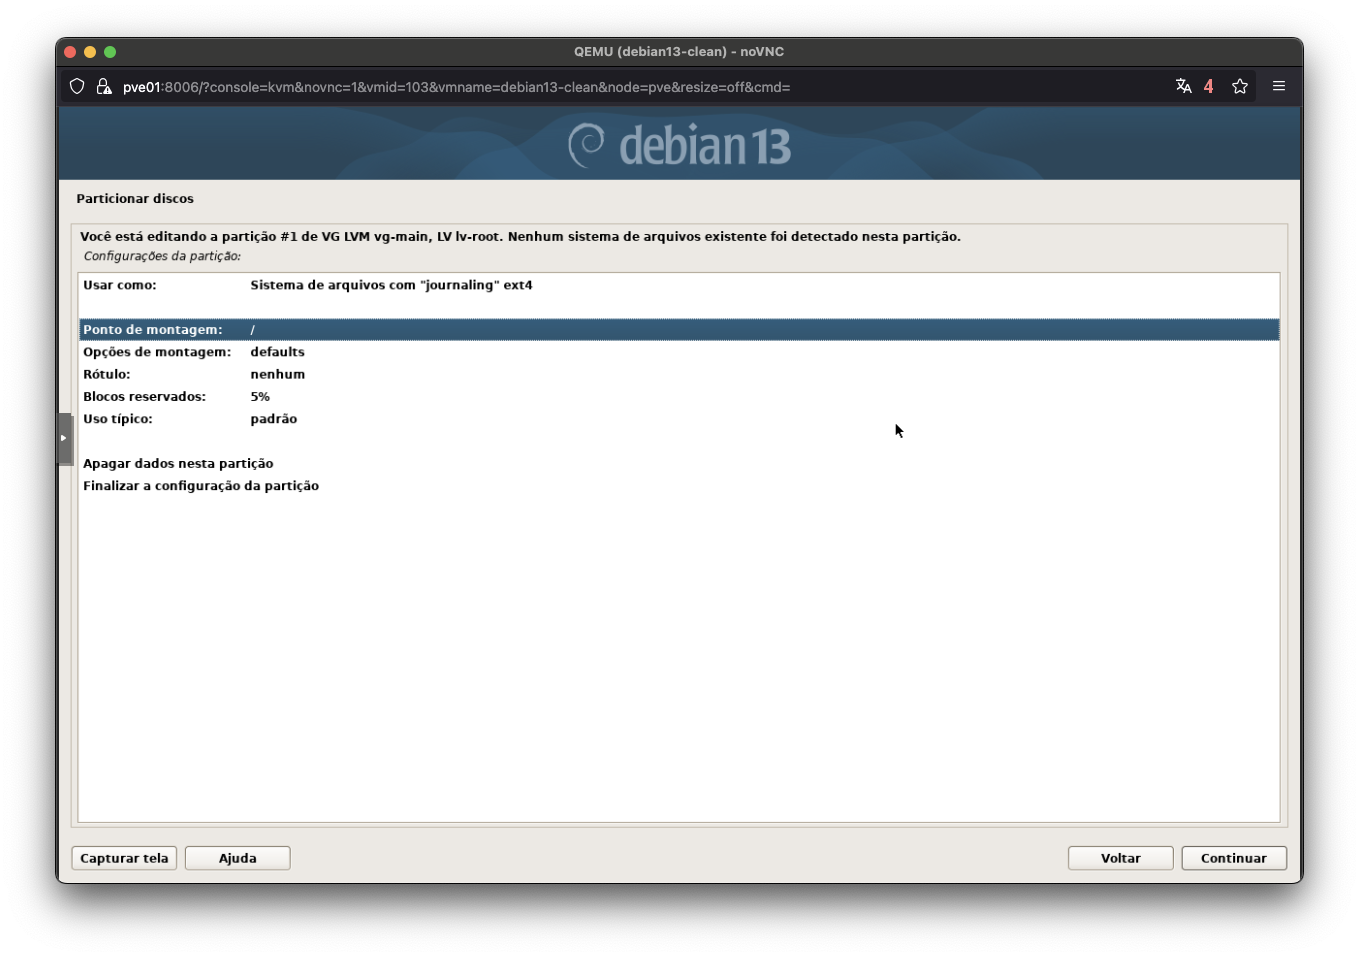 QEMU (debian13-clean) - noVNC
pve01:8006/?console=kvm&novnc=1&vmid=103&vmname=debian13-clean&node=pve&resize=off&cmd=
4
debian 13
Particionar discos
Você está editando a partição #1 de VG LVM vg-main, LV lv-root. Nenhum sistema de arquivos existente foi detectado nesta partição.
Configurações da partição:
Usar como: Sistema de arquivos com "journaling" ext4
Ponto de montagem: /
Opções de montagem: defaults
Rótulo: nenhum
Blocos reservados: 5%
Uso típico: padrão
Apagar dados nesta partição
Finalizar a configuração da partição
Capturar tela Ajuda Voltar Continuar